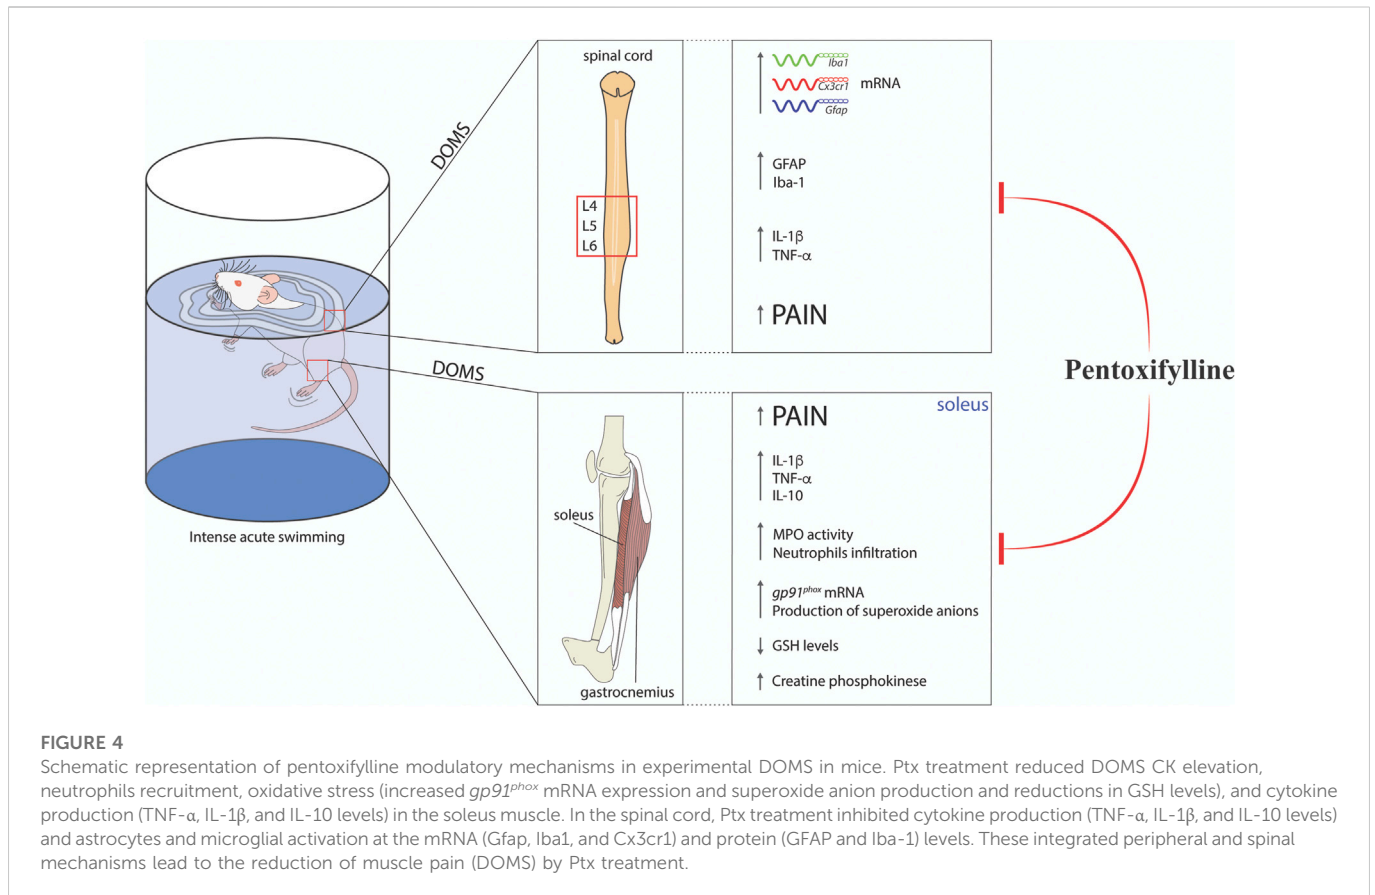 spinal cord
DOMS
L4
L5
L6
Iba1
Cx3cr1 mRNA
Gfap
GFAP
Iba-1
IL-1β
TNF-α
PAIN
Pentoxifylline
Intense acute swimming
DOMS
soleus
gastrocnemius
soleus
PAIN
IL-1β
TNF-α
IL-10
MPO activity
Neutrophils infiltration
gp91phox mRNA
Production of superoxide anions
GSH levels
Creatine phosphokinese
FIGURE 4
Schematic representation of pentoxifylline modulatory mechanisms in experimental DOMS in mice. Ptx treatment reduced DOMS CK elevation,
neutrophils recruitment, oxidative stress (increased gp91phox mRNA expression and superoxide anion production and reductions in GSH levels), and cytokine
production (TNF-α, IL-1β, and IL-10 levels) in the soleus muscle. In the spinal cord, Ptx treatment inhibited cytokine production (TNF-α, IL-1β, and IL-10 levels)
and astrocytes and microglial activation at the mRNA (Gfap, Iba1, and Cx3cr1) and protein (GFAP and Iba-1) levels. These integrated peripheral and spinal
mechanisms lead to the reduction of muscle pain (DOMS) by Ptx treatment.